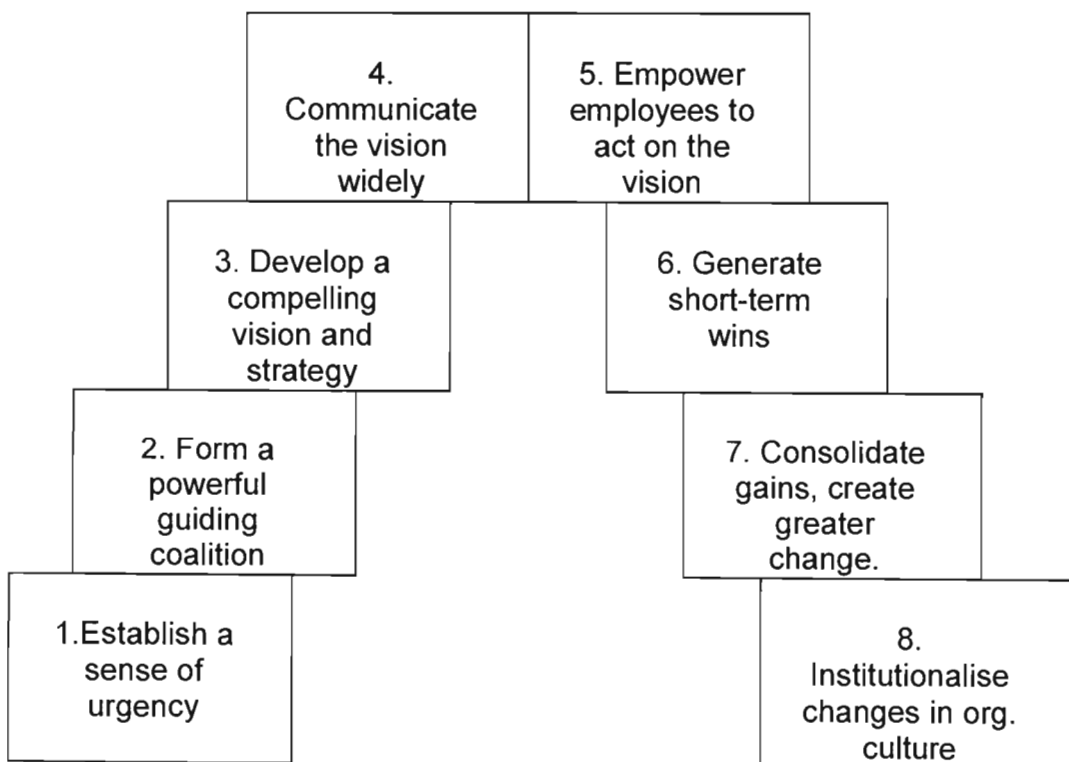 1.Establish a
sense of
urgency
2. Form a
powerful
guiding
coalition
3. Develop a
compelling
vision and
strategy
4.
Communicate
the vision
widely
5. Empower
employees to
act on the
vision
6. Generate
short-term
wins
7. Consolidate
gains, create
greater
change.
8.
Institutionalise
changes in org.
culture